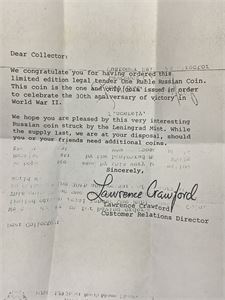 Dear Collector:
We congratulate you for having ordered this
limited edition legal tender One Ruble Russian Coin.
This coin is the one and only coin issued in order
to celebrate the 30th anversary of victory in
World War II.
We hope you are pleased by this very interesting
Russian coin struck by the Leningrad Mint. While
the supply last, we are at your disposal, should
you or your friends need additional coins.
Sincerely,
Lawrence Crawford
Lawrence Crawford
Customer Relations Director